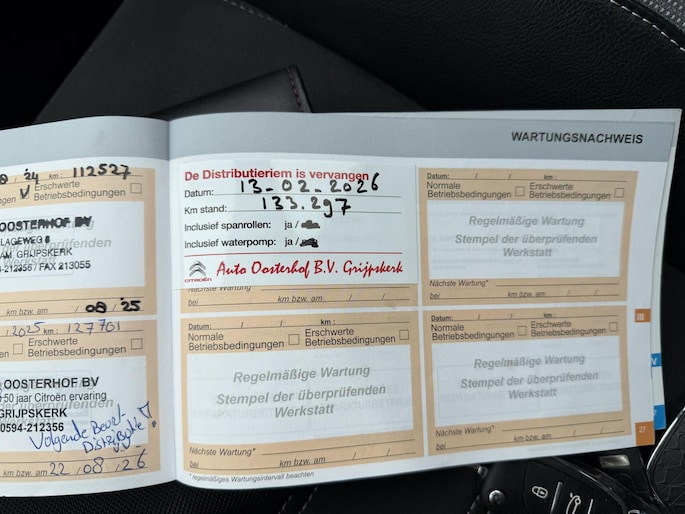 '24 km: 112527
Erschwerte
Betriebsbedingungen
OOSTERHOF BV
LAGEWEG 8
GRIJPSKERK
-212356 / FAX 213055
km bzw. am 08 '25
2025 km: 127701
Erschwerte
Betriebsbedingungen
OOSTERHOF BV
50 jaar Citroën ervaring
GRIJPSKERK
0594-212356
Volgende Beurt
Distributie!
km bzw. am 22 / 08 / 26
WARTUNGSNACHWEIS
De Distributieriem is vervangen
Datum: 13-02-2026
Km stand: 133.297
Inclusief spanrollen: ja /
Inclusief waterpomp: ja /
CITROËN
Auto Oosterhof B.V. Grijpskerk
Nächste Wartung*
bei km bzw. am / /
Datum: / / km:
Normale
Betriebsbedingungen
Erschwerte
Betriebsbedingungen
Regelmäßige Wartung
Stempel der überprüfenden
Werkstatt
Nächste Wartung*
bei km bzw. am / /
Datum: / / km:
Normale
Betriebsbedingungen
Erschwerte
Betriebsbedingungen
Regelmäßige Wartung
Stempel der überprüfenden
Werkstatt
Nächste Wartung*
bei km bzw. am / /
Datum: / / km:
Normale
Betriebsbedingungen
Erschwerte
Betriebsbedingungen
Regelmäßige Wartung
Stempel der überprüfenden
Werkstatt
Nächste Wartung*
bei km bzw. am / /
* regelmässiges Wartungsintervall beachten
III
27